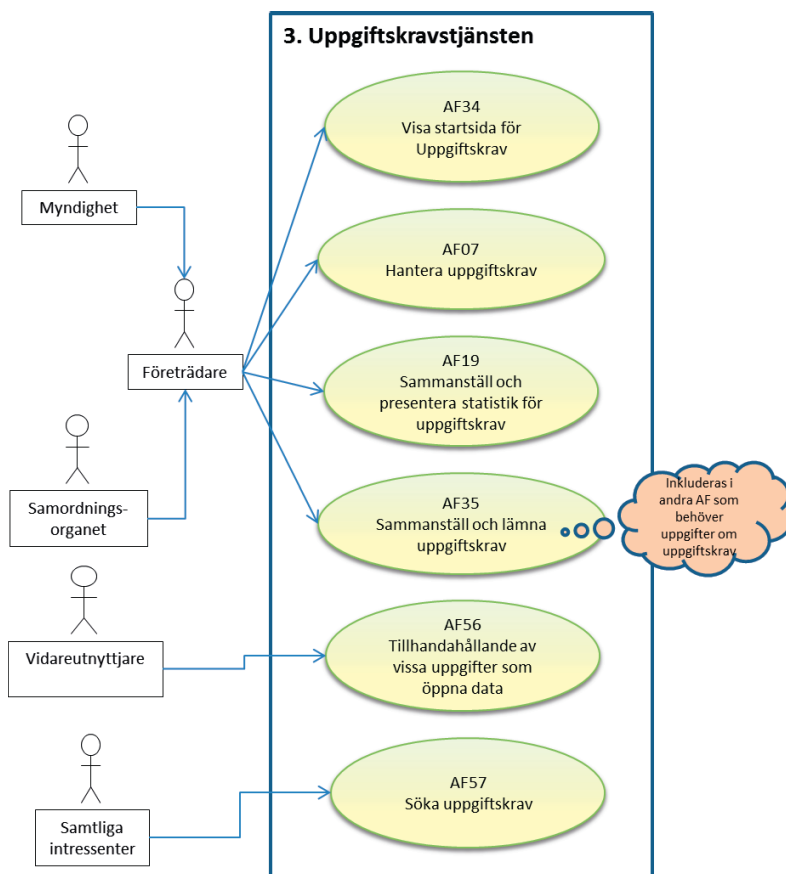 3. Uppgiftskravstjänsten
AF34
Visa startsida för
Uppgiftskrav
Myndighet
AF07
Hantera uppgiftskrav
Företrädare
AF19
Sammanställ och
presentera statistik för
uppgiftskrav
Samordnings-
organet
AF35
Sammanställ och lämna
uppgiftskrav
Inkluderas i
andra AF som
behöver
uppgifter om
uppgiftskrav
Vidareutnyttjare
AF56
Tillhandahållande av
vissa uppgifter som
öppna data
Samtliga
intressenter
AF57
Söka uppgiftskrav